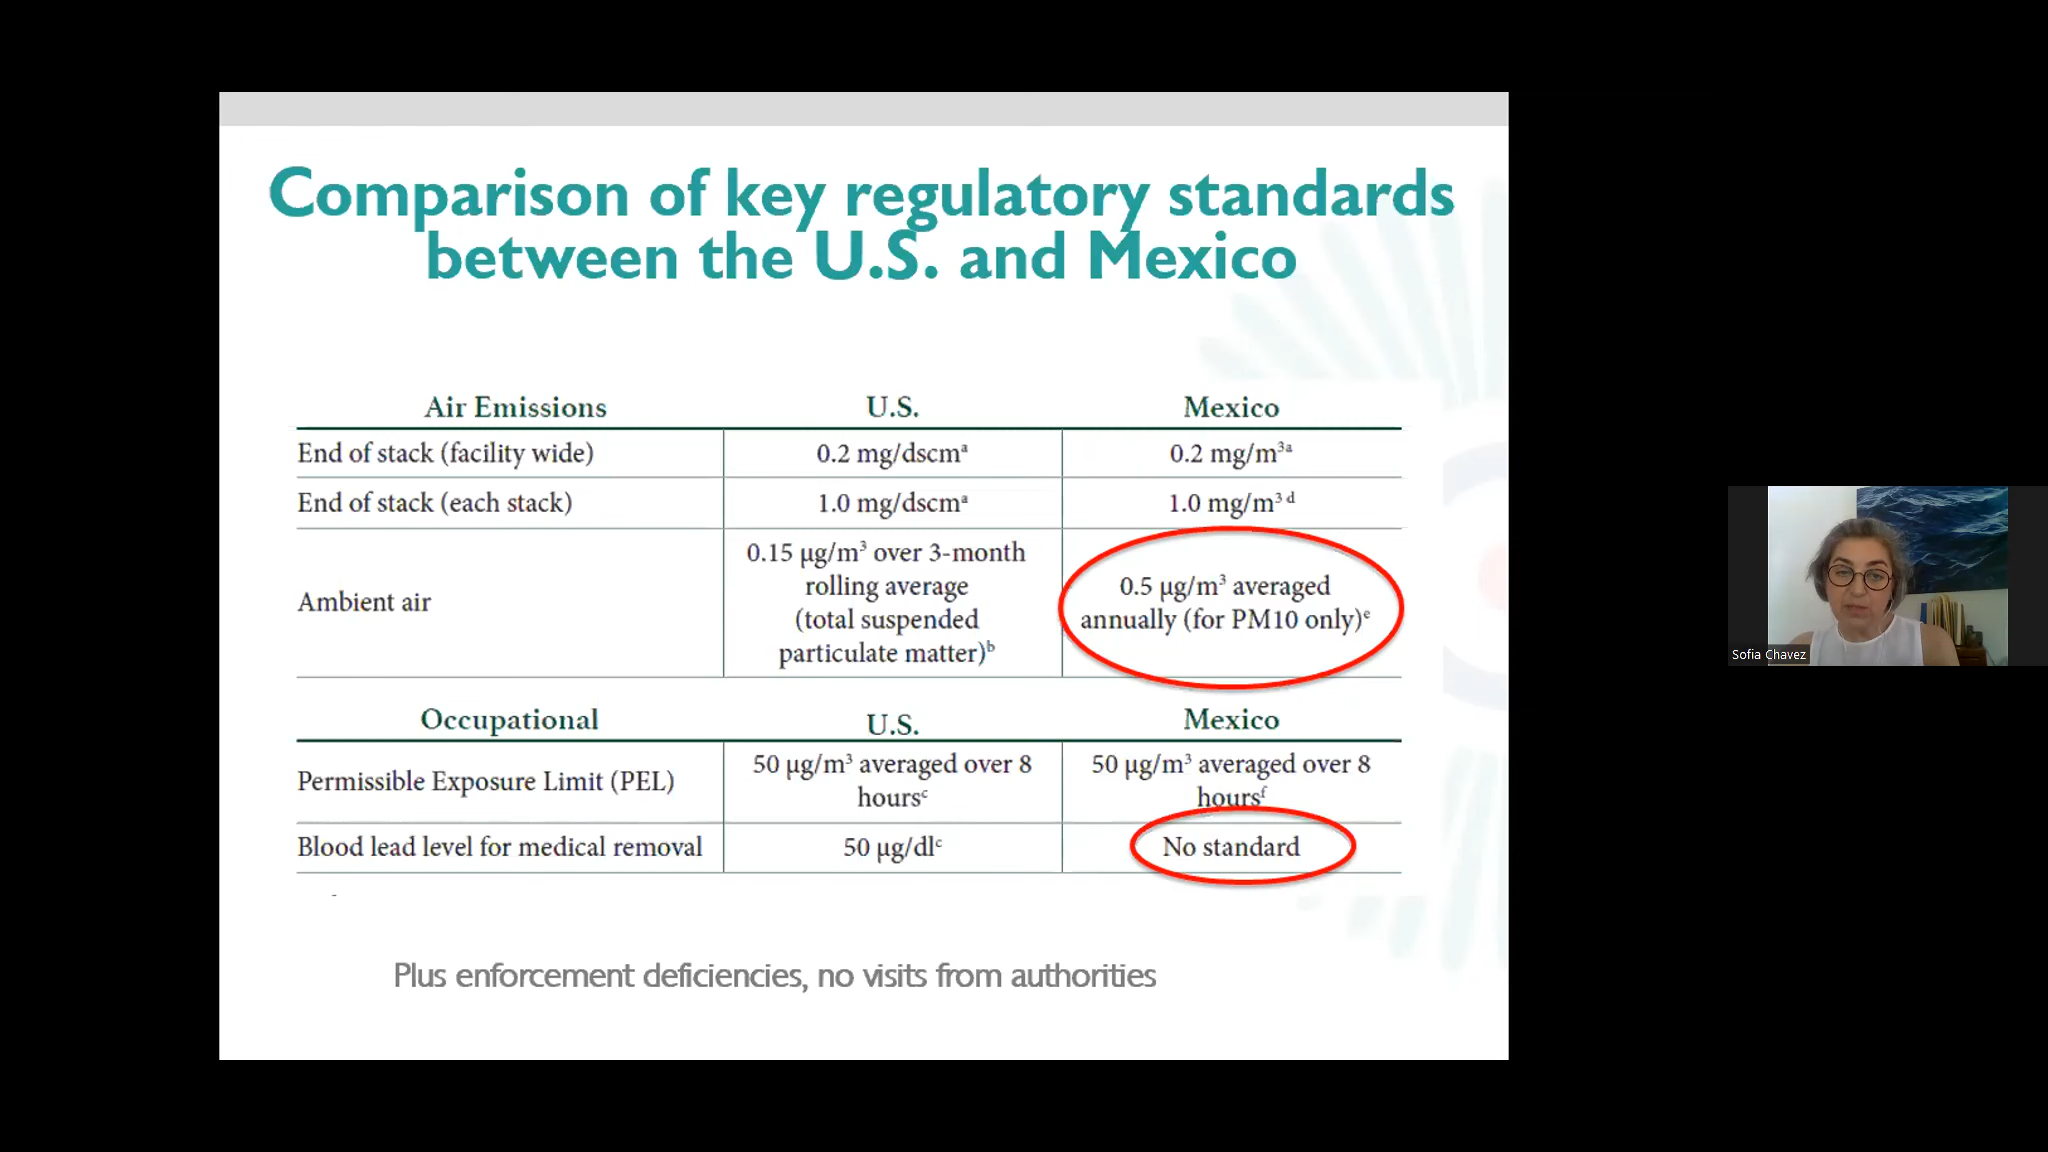 Comparison of key regulatory standards
between the U.S. and Mexico
Air Emissions U.S. Mexico
End of stack (facility wide) 0.2 mg/dscmᵃ 0.2 mg/m³ᵃ
End of stack (each stack) 1.0 mg/dscmᵃ 1.0 mg/m³ ᵈ
Ambient air
0.15 µg/m³ over 3-month
rolling average
(total suspended
particulate matter)ᵇ
0.5 µg/m³ averaged
annually (for PM10 only)ᵉ
Occupational U.S. Mexico
Permissible Exposure Limit (PEL)
50 µg/m³ averaged over 8
hoursᶜ
50 µg/m³ averaged over 8
hoursᶠ
Blood lead level for medical removal 50 µg/dlᶜ No standard
Plus enforcement deficiencies, no visits from authorities
Sofia Chavez